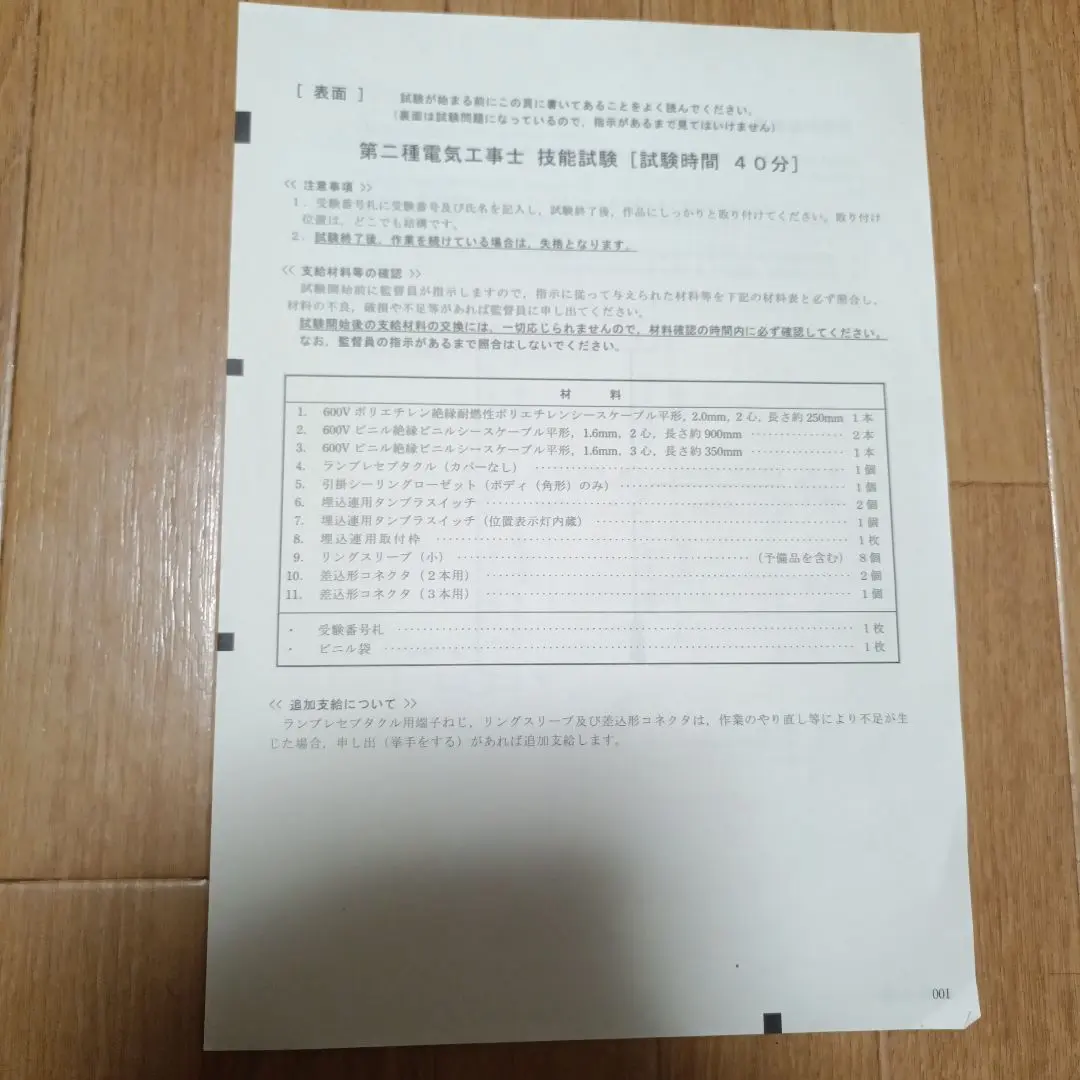 [ 表面 ]
試験が始まる前にこの頁に書いてあることをよく読んでください。
(裏面は試験問題になっているので，指示があるまで見てはいけません)
第二種電気工事士 技能試験 [試験時間 ４０分]
<< 注意事項 >>
1．受験番号札に受験番号及び氏名を記入し，試験終了後，作品にしっかりと取り付けてください。取り付け
位置は，どこでも結構です。
2．試験終了後，作業を続けている場合は，失格となります。
<< 支給材料等の確認 >>
試験開始前に監督員が指示しますので，指示に従って与えられた材料等を下記の材料表と必ず照合し，
材料の不良，破損や不足等があれば監督員に申し出てください。
試験開始後の支給材料の交換には，一切応じられませんので，材料確認の時間内に必ず確認してください。
なお，監督員の指示があるまで照合はしないでください。
材 料
1. 600V ポリエチレン絶縁耐燃性ポリエチレンシースケーブル平形，2.0mm，2 心，長さ約 250mm 1 本
2. 600V ビニル絶縁ビニルシースケーブル平形，1.6mm，2 心，長さ約 900mm ················ 2 本
3. 600V ビニル絶縁ビニルシースケーブル平形，1.6mm，3 心，長さ約 350mm ················ 1 本
4. ランプレセプタクル（カバーなし） ················ 1 個
5. 引掛シーリングローゼット（ボディ（角形）のみ） ················ 1 個
6. 埋込連用タンブラスイッチ ················ 2 個
7. 埋込連用タンブラスイッチ（位置表示灯内蔵） ················ 1 個
8. 埋込連用取付枠 ················ 1 枚
9. リングスリーブ（小） ················ （予備品を含む） 8 個
10. 差込形コネクタ（２本用） ················ 2 個
11. 差込形コネクタ（３本用） ················ 1 個
・ 受験番号札 ················ 1 枚
・ ビニル袋 ················ 1 枚
<< 追加支給について >>
ランプレセプタクル用端子ねじ，リングスリーブ及び差込形コネクタは，作業のやり直し等により不足が生
じた場合，申し出（挙手をする）があれば追加支給します。
001